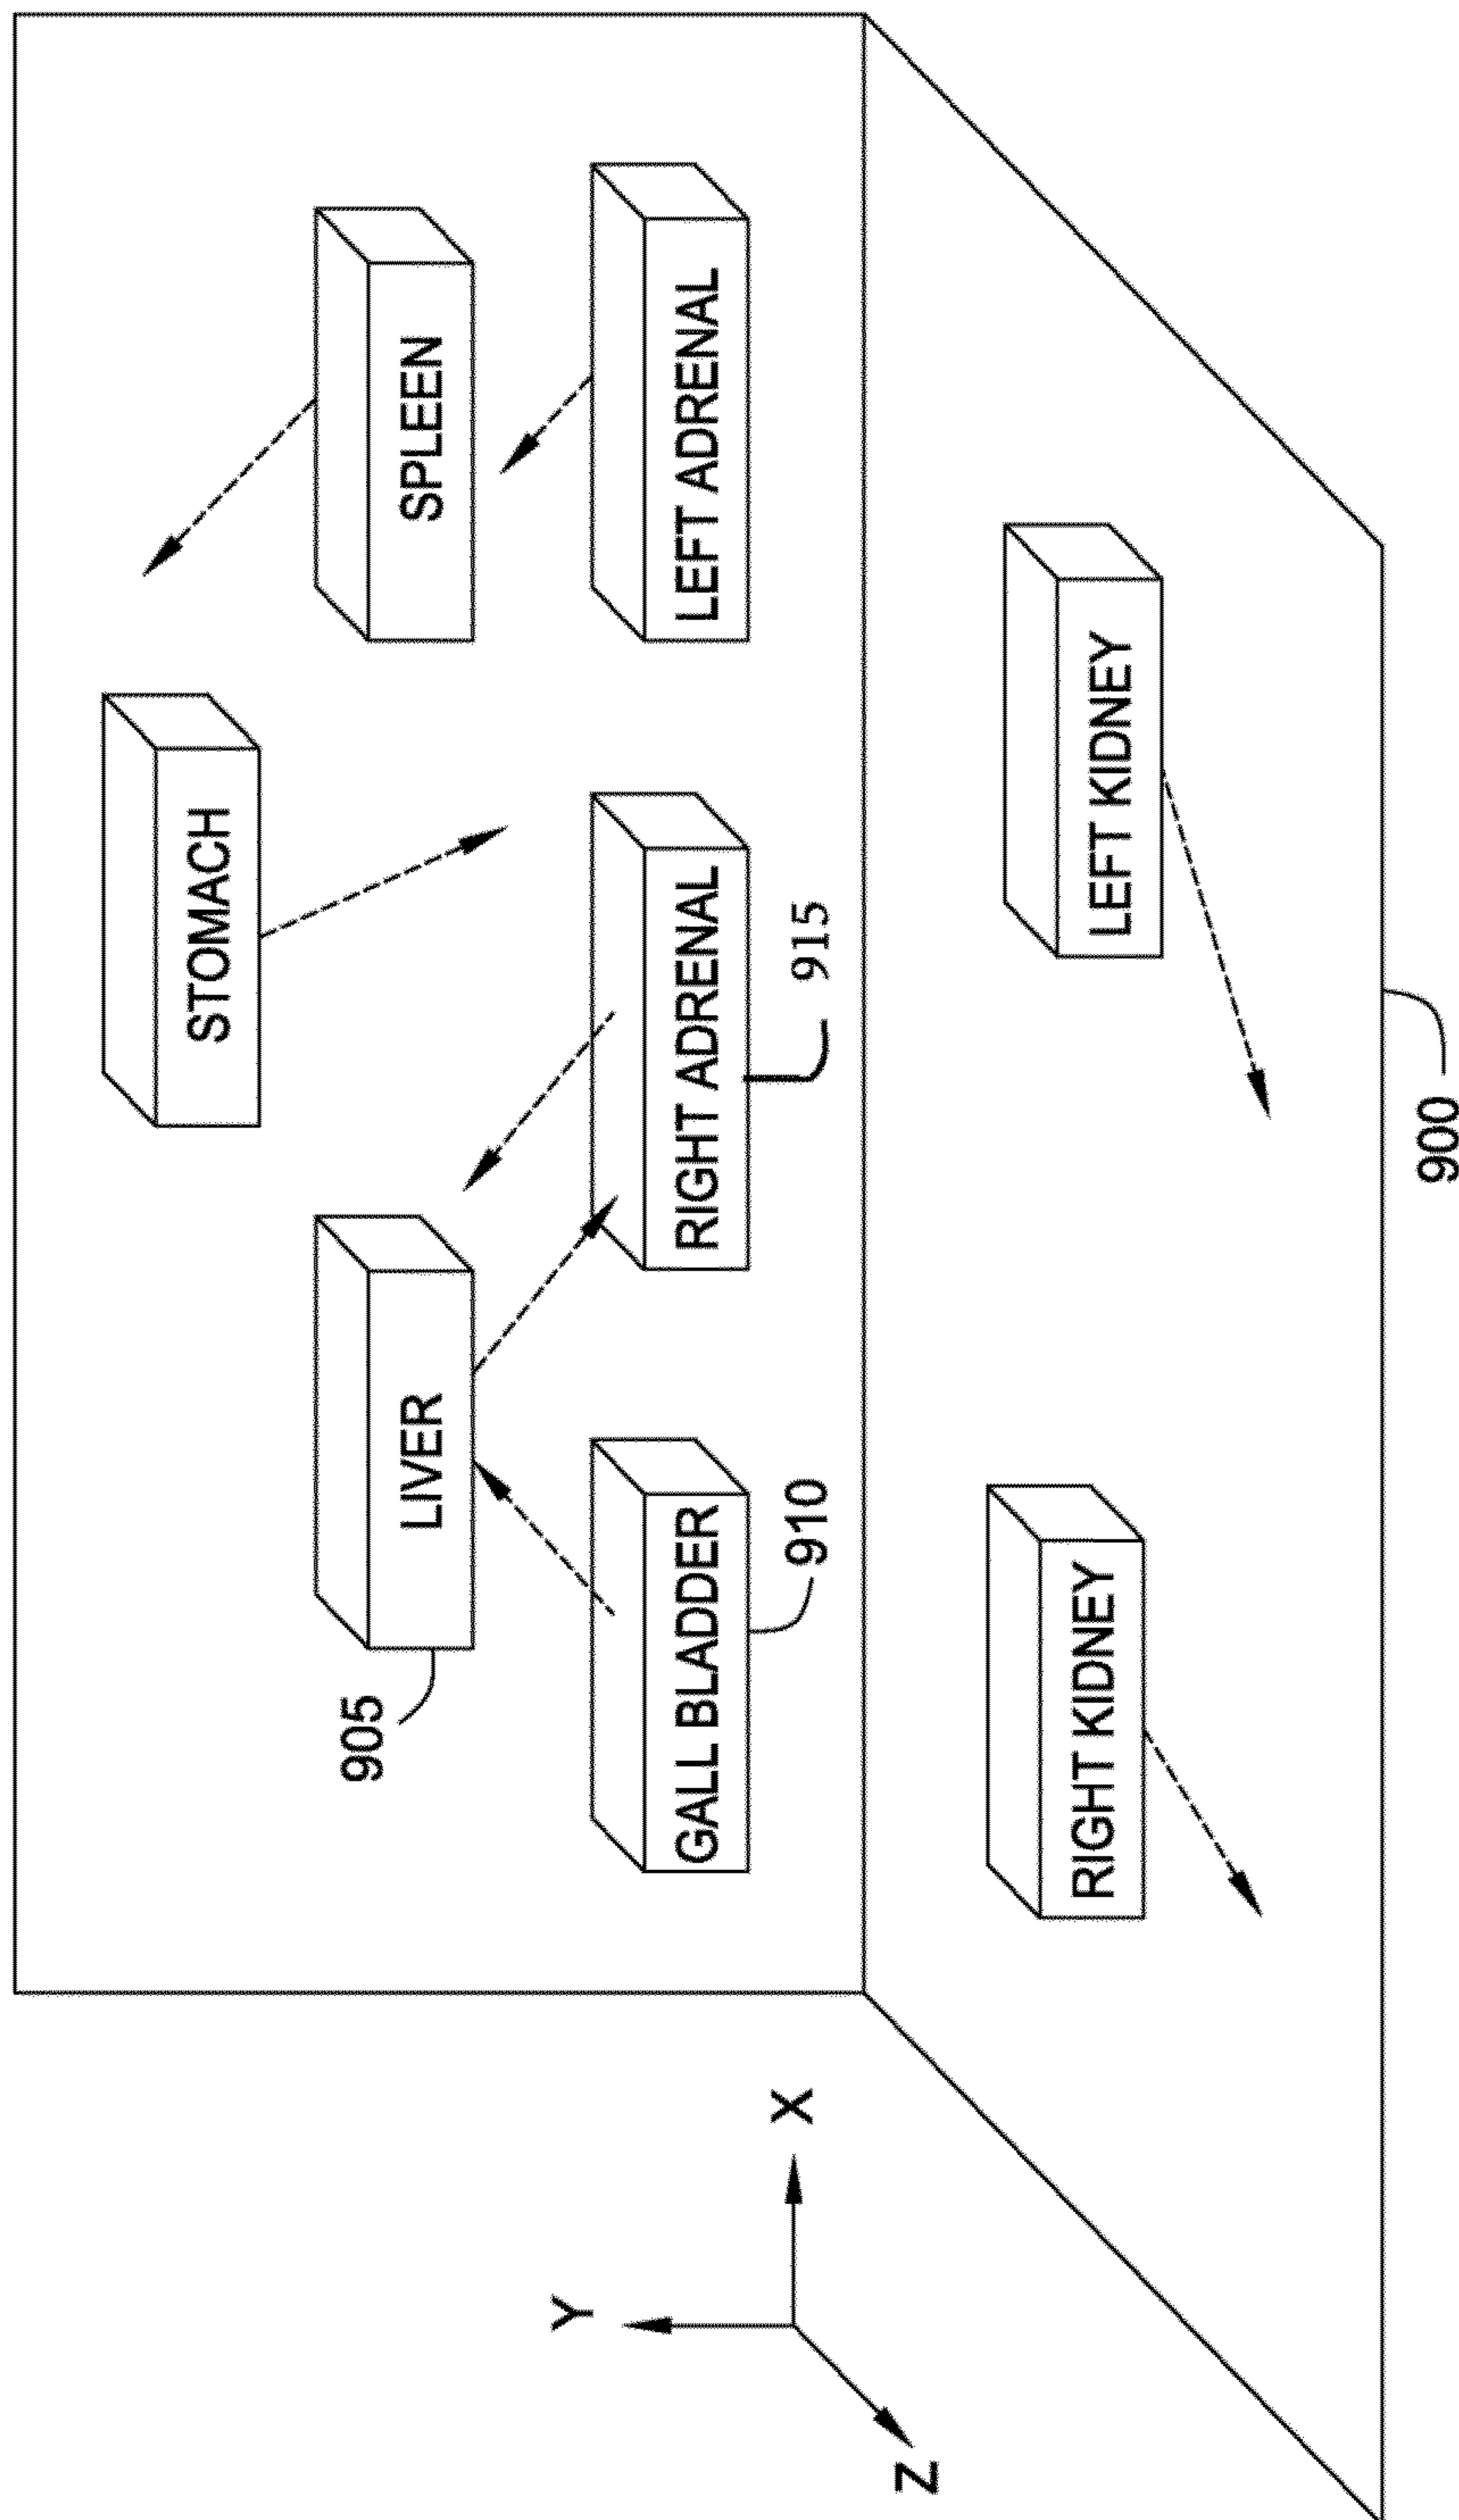 STOMACH
905
LIVER
SPLEEN
GALL BLADDER
RIGHT ADRENAL
LEFT ADRENAL
910
915
Y
X
Z
RIGHT KIDNEY
LEFT KIDNEY
900